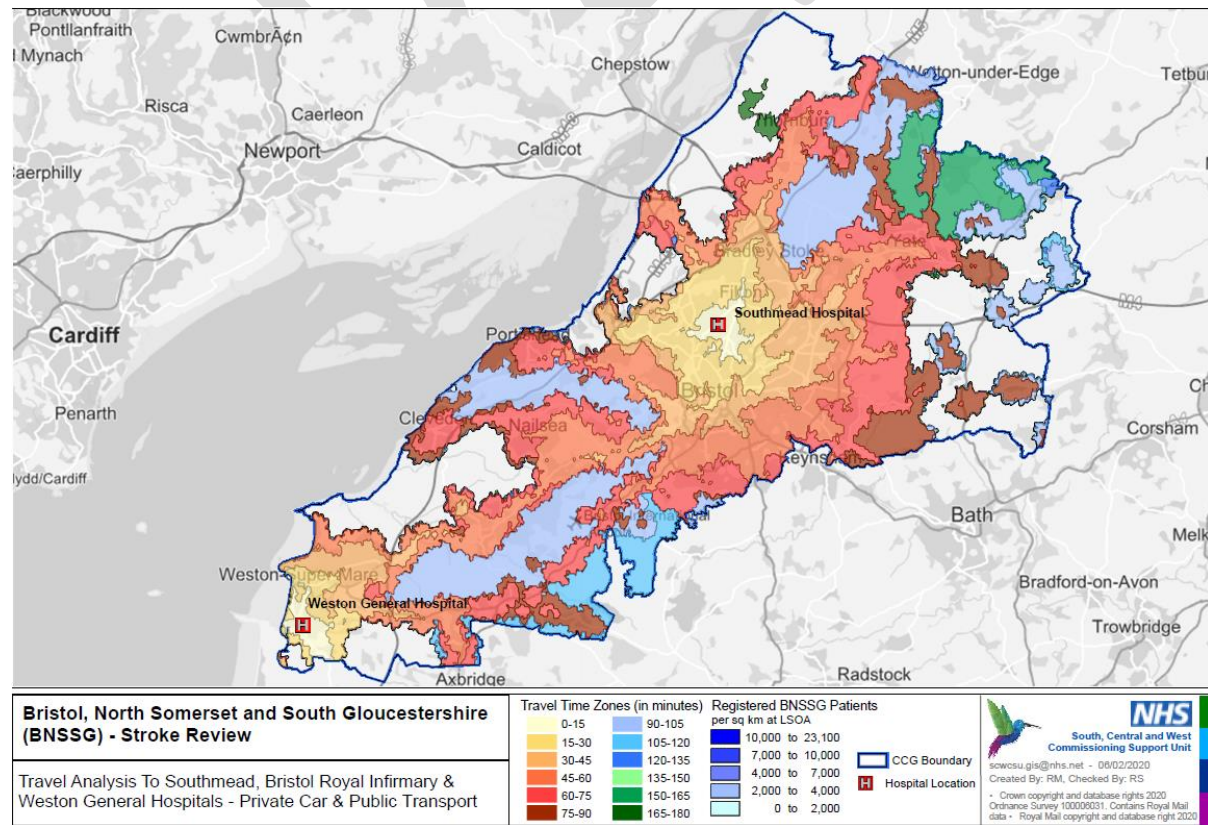 Blackwood
Pontllanfraith
d Mynach
CwmbrÃ¢n
Chepstow
Wotton-under-Edge
Tetbu
Risca
Caerleon
Thornbury
Newport
Caldicot
aerphilly
Bradley Stoke
Yate
Filton
Southmead Hospital
Cardiff
Bristol
Penarth
Nailsea
Corsham
lydd/Cardiff
Keynsham
Bath
Melk
Weston-Super-Mare
Bradford-on-Avon
Weston General Hospital
Trowbridge
Radstock
Axbridge
Bristol, North Somerset and South Gloucestershire
(BNSSG) - Stroke Review
Travel Analysis To Southmead, Bristol Royal Infirmary &
Weston General Hospitals - Private Car & Public Transport
Travel Time Zones (in minutes)
0-15
15-30
30-45
45-60
60-75
75-90
90-105
105-120
120-135
135-150
150-165
165-180
Registered BNSSG Patients
per sq km at LSOA
10,000 to 23,100
7,000 to 10,000
4,000 to 7,000
2,000 to 4,000
0 to 2,000
CCG Boundary
H Hospital Location
NHS
South, Central and West
Commissioning Support Unit
scwcsu.gis@nhs.net - 06/02/2020
Created By: RM, Checked By: RS
• Crown copyright and database rights 2020
Ordnance Survey 100006031. Contains Royal Mail
data • Royal Mail copyright and database right 2020